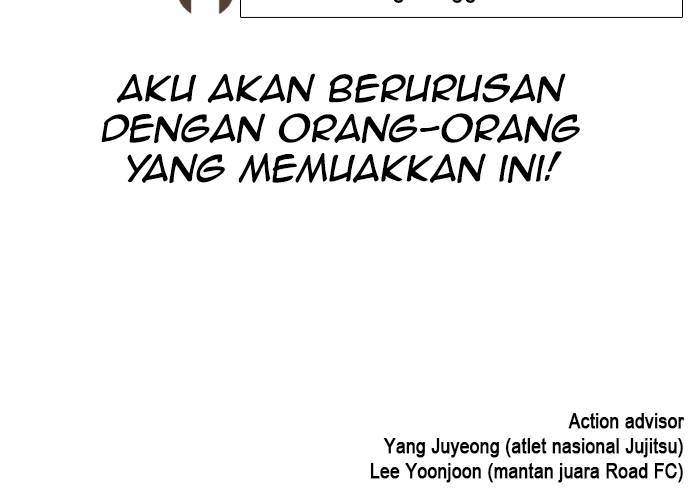 AKU AKAN BERURUSAN
DENGAN ORANG-ORANG
YANG MEMUAKKAN INI!
Action advisor
Yang Juyeong (atlet nasional Jujitsu)
Lee Yoonjoon (mantan juara Road FC)